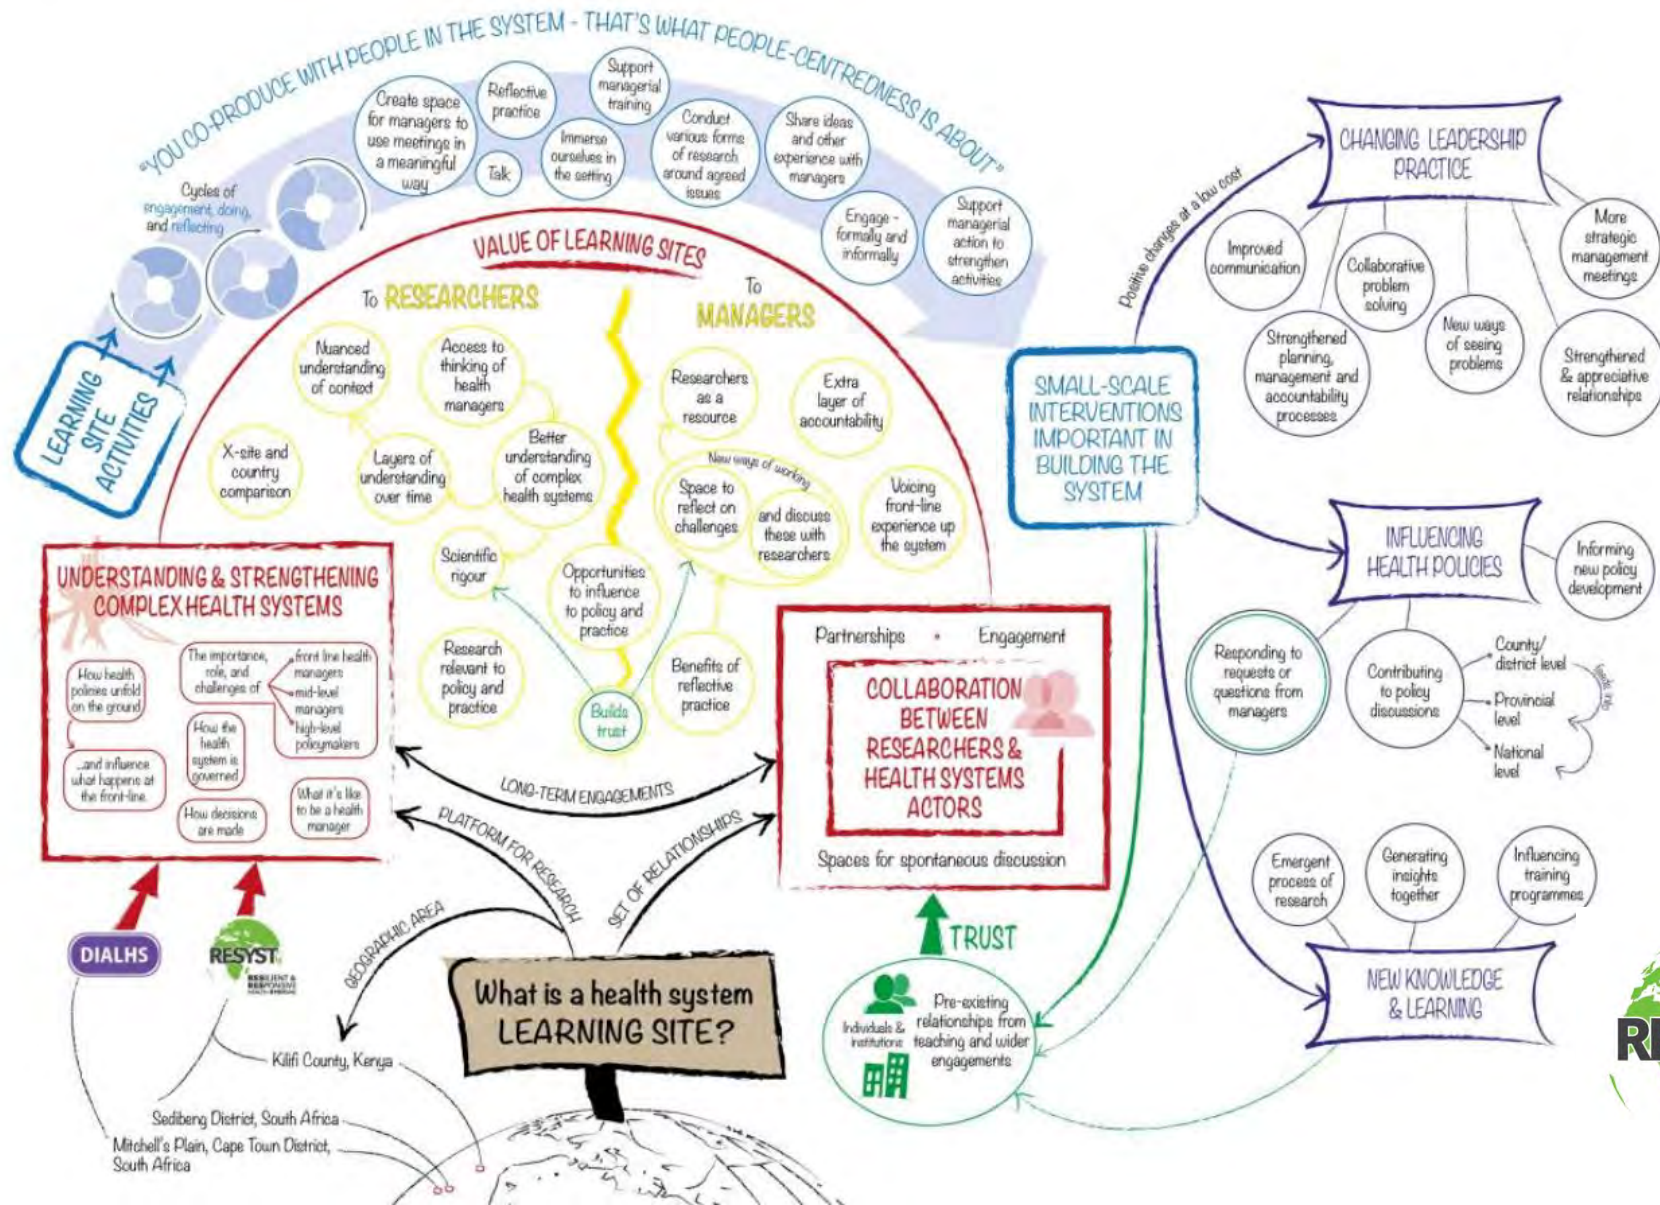 "YOU CO-PRODUCE WITH PEOPLE IN THE SYSTEM - THAT'S WHAT PEOPLE-CENTREDNESS IS ABOUT"
Cycles of
engagement, doing,
and reflecting
Create space
for managers to
use meetings in
a meaningful
way
Reflective
practice
Talk
Support
managerial
training
Immerse
ourselves in
the setting
Conduct
various forms
of research
around agreed
issues
Share ideas
and other
experience with
managers
Engage -
formally and
informally
Support
managerial
action to
strengthen
activities
LEARNING
SITE
ACTIVITIES
VALUE OF LEARNING SITES
To RESEARCHERS
Nuanced
understanding
of context
Access to
thinking of
health
managers
X-site and
country
comparison
Layers of
understanding
over time
Better
understanding
of complex
health systems
Scientific
rigour
Opportunities
to influence
to policy and
practice
Research
relevant to
policy and
practice
Builds
trust
To
MANAGERS
Researchers
as a
resource
Extra
layer of
accountability
New ways of working
Space to
reflect on
challenges
and discuss
these with
researchers
Voicing
front-line
experience up
the system
Benefits of
reflective
practice
UNDERSTANDING & STRENGTHENING
COMPLEX HEALTH SYSTEMS
How health
policies unfold
on the ground
...and influence
what happens at
the front-line.
The importance,
role, and
challenges of
front line health
managers
mid-level
managers
high-level
policymakers
How the
health
system is
governed
How decisions
are made
What it's like
to be a health
manager
Partnerships • Engagement
COLLABORATION
BETWEEN
RESEARCHERS &
HEALTH SYSTEMS
ACTORS
Spaces for spontaneous discussion
LONG-TERM ENGAGEMENTS
PLATFORM FOR RESEARCH
SET OF RELATIONSHIPS
GEOGRAPHIC AREA
What is a health system
LEARNING SITE?
DIALHS
RESYST
RESILIENT &
RESPONSIVE
HEALTH SYSTEMS
Kilifi County, Kenya
Sedibeng District, South Africa
Mitchell's Plain, Cape Town District,
South Africa
TRUST
Individuals &
institutions
Pre-existing
relationships from
teaching and wider
engagements
SMALL-SCALE
INTERVENTIONS
IMPORTANT IN
BUILDING THE
SYSTEM
Positive changes at a low cost
CHANGING LEADERSHIP
PRACTICE
Improved
communication
Strengthened
planning,
management and
accountability
processes
Collaborative
problem
solving
New ways
of seeing
problems
More
strategic
management
meetings
Strengthened
& appreciative
relationships
INFLUENCING
HEALTH POLICIES
Informing
new policy
development
Responding to
requests or
questions from
managers
Contributing
to policy
discussions
County/
district level
Provincial
level
National
level
feeds into
Emergent
process of
research
Generating
insights
together
Influencing
training
programmes
NEW KNOWLEDGE
& LEARNING